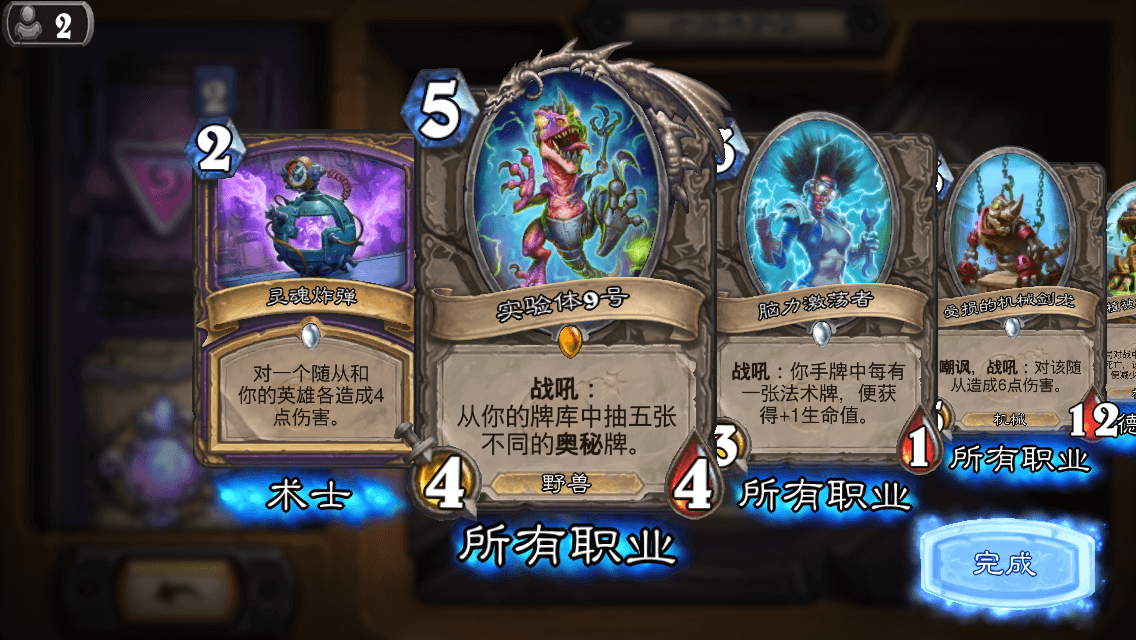 2
2
灵魂炸弹
对一个随从和
你的英雄各造成4
点伤害。
术士
5
实验体9号
战吼：
从你的牌库中抽五张
不同的奥秘牌。
野兽
4
4
所有职业
3
脑力激荡者
战吼：你手牌中每有
一张法术牌，便获
得+1生命值。
3
1
所有职业
受损的机械剑龙
嘲讽，战吼：对该随
从造成6点伤害。
机械
12
所有职业
德
完成